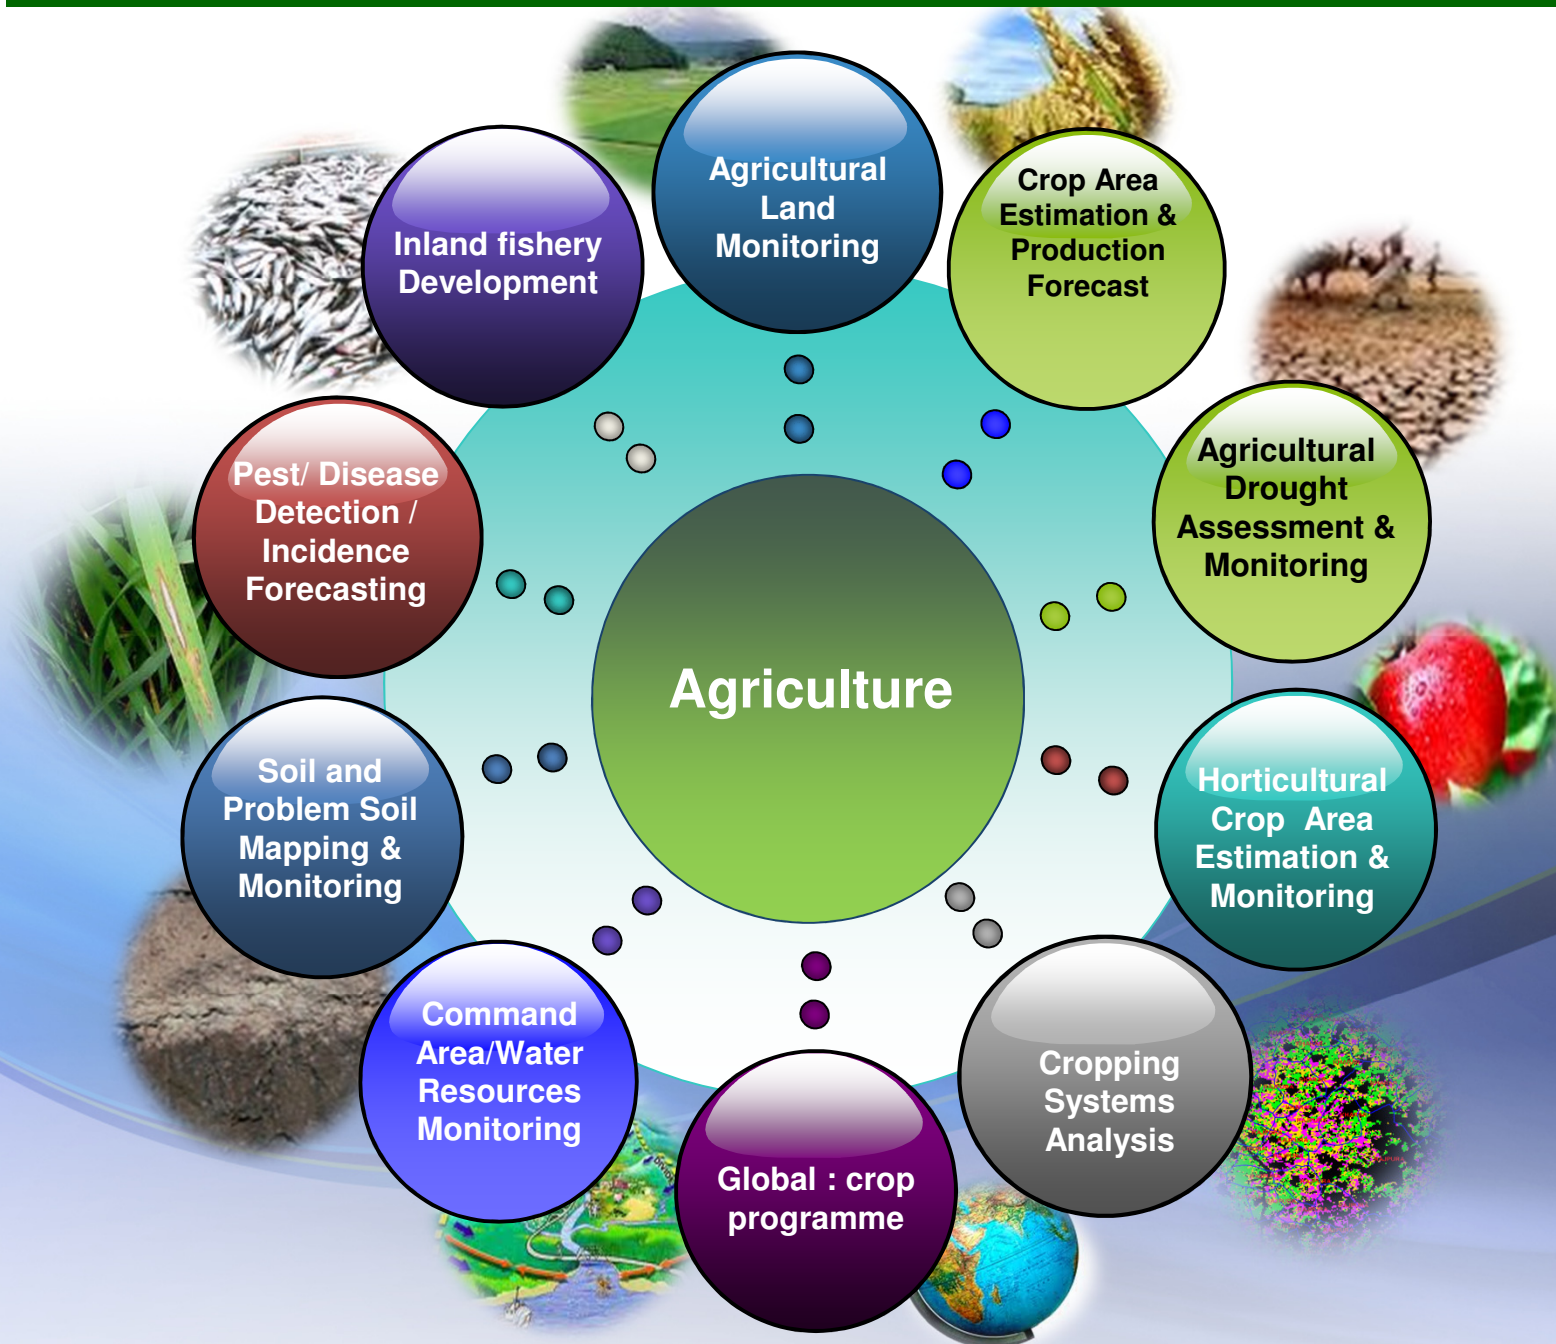 Agricultural
Land
Monitoring
Crop Area
Estimation &
Production
Forecast
Agricultural
Drought
Assessment &
Monitoring
Horticultural
Crop Area
Estimation &
Monitoring
Cropping
Systems
Analysis
Global : crop
programme
Command
Area/Water
Resources
Monitoring
Soil and
Problem Soil
Mapping &
Monitoring
Pest/ Disease
Detection /
Incidence
Forecasting
Inland fishery
Development
Agriculture